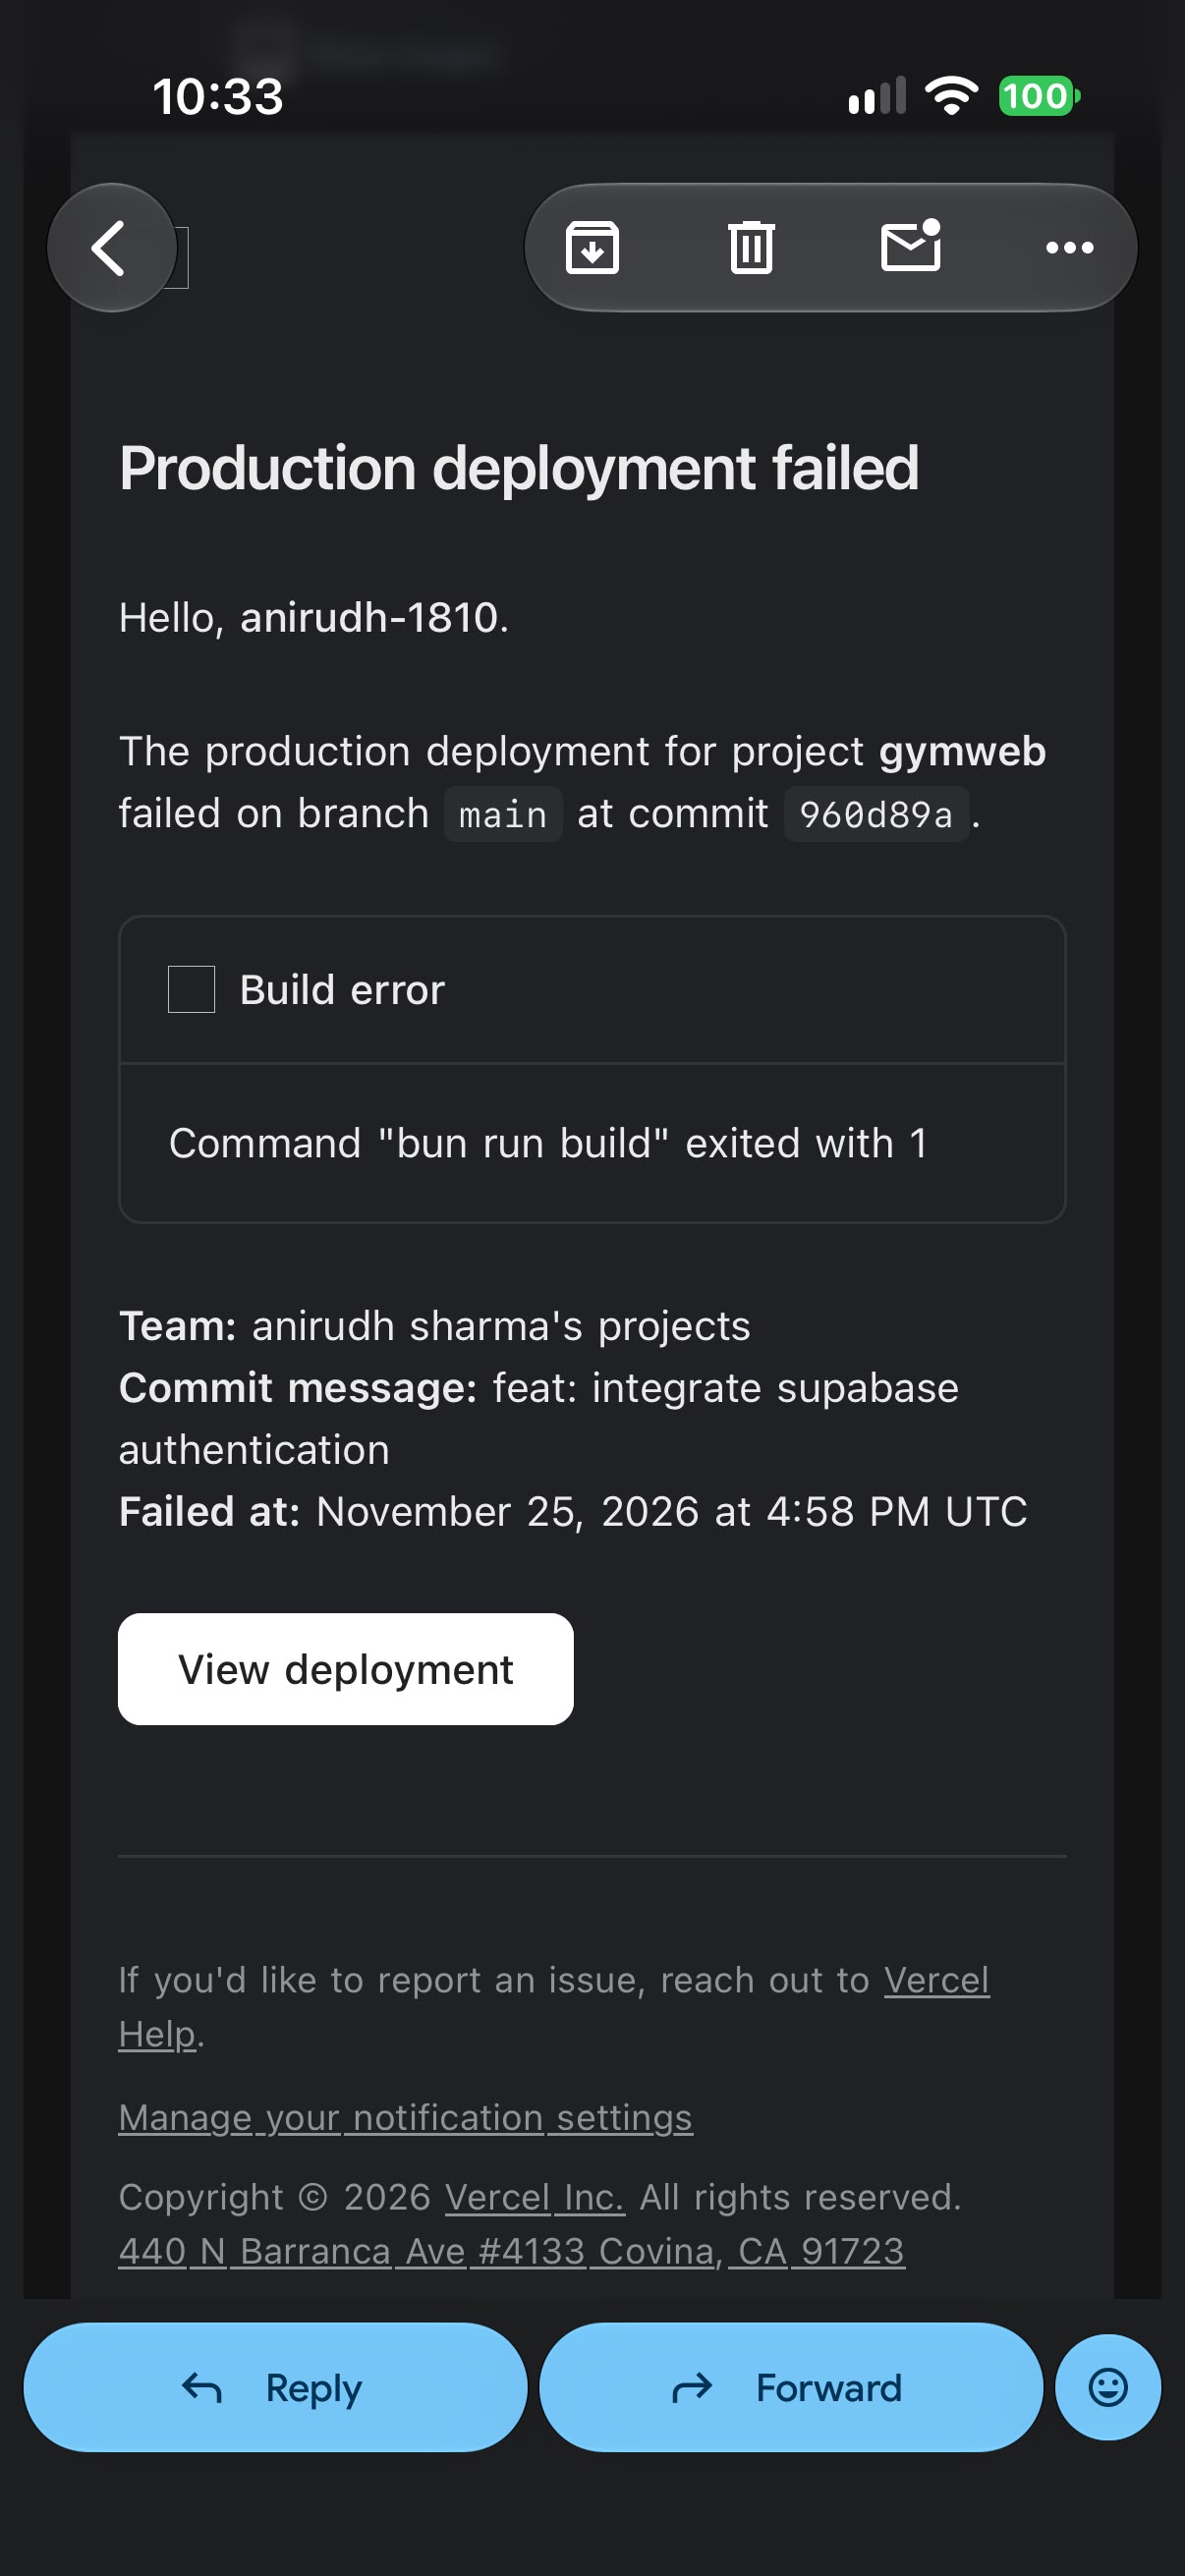 10:33
100
Production deployment failed
Hello, anirudh-1810.
The production deployment for project gymweb
failed on branch main at commit 960d89a.
Build error
Command "bun run build" exited with 1
Team: anirudh sharma's projects
Commit message: feat: integrate supabase
authentication
Failed at: November 25, 2026 at 4:58 PM UTC
View deployment
If you'd like to report an issue, reach out to Vercel
Help.
Manage your notification settings
Copyright © 2026 Vercel Inc. All rights reserved.
440 N Barranca Ave #4133 Covina, CA 91723
Reply
Forward